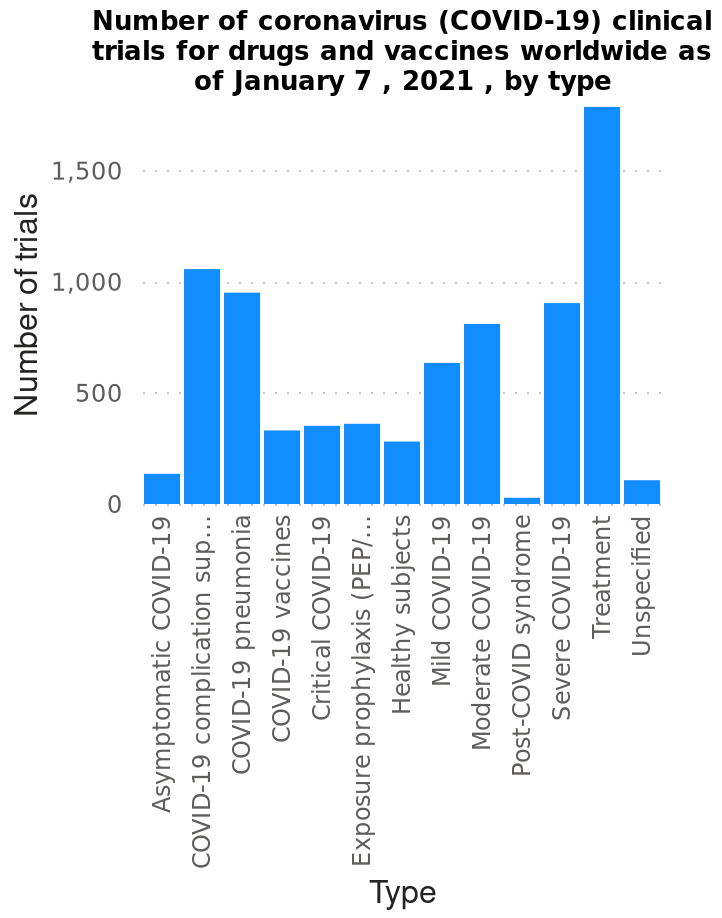 Number of coronavirus (COVID-19) clinical
trials for drugs and vaccines worldwide as
of January 7 , 2021 , by type
Number of trials
1,500
1,000
500
0
Asymptomatic COVID-19
COVID-19 complication sup...
COVID-19 pneumonia
COVID-19 vaccines
Critical COVID-19
Exposure prophylaxis (PEP/...
Healthy subjects
Mild COVID-19
Moderate COVID-19
Post-COVID syndrome
Severe COVID-19
Treatment
Unspecified
Type